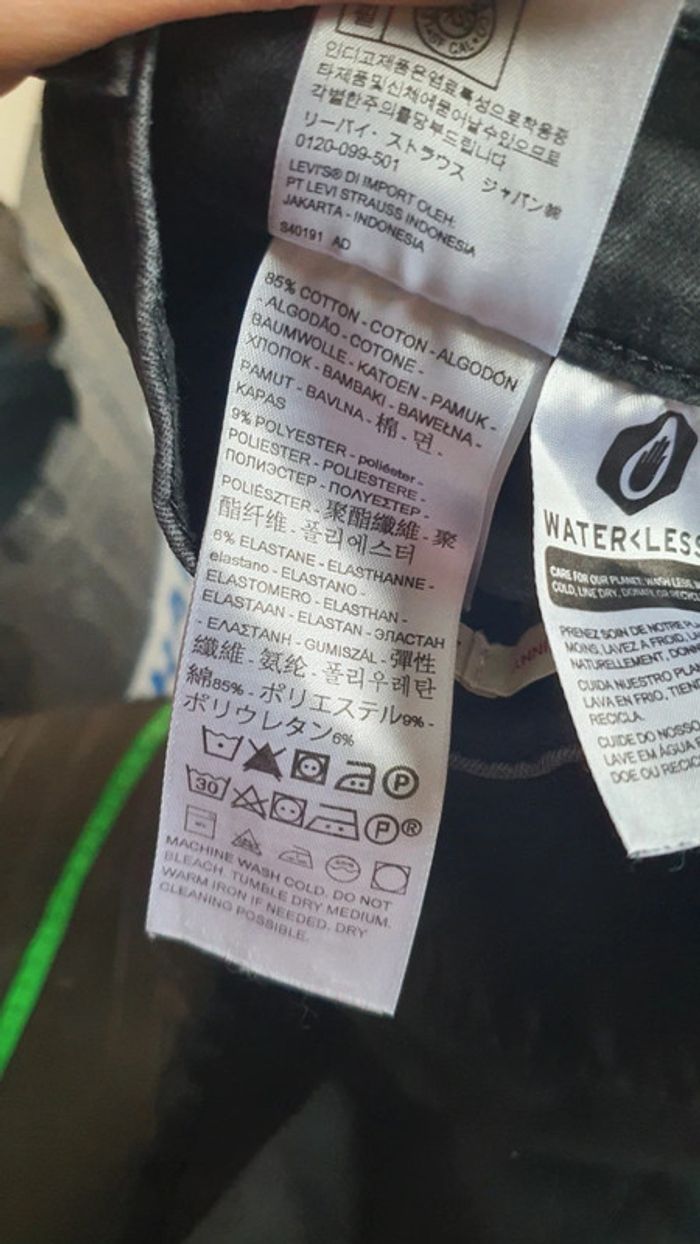 인디고제품은염료특성으로착용중
타제품및신체에묻어날수있으므로
각별한주의를당부드립니다
リーバイ・ストラウス ジャパン㈱
0120-099-501
LEVI'S® DI IMPORT OLEH:
PT LEVI STRAUSS INDONESIA
JAKARTA - INDONESIA
S40191 AD
85% COTTON - COTON - ALGODÓN
- ALGODÃO - COTONE -
BAUMWOLLE - KATOEN - PAMUK -
ХЛОПОК - BAMBAKI - BAWEŁNA -
PAMUT - BAVLNA - 棉 - 면 -
KAPAS
9% POLYESTER - poliéster -
POLIESTER - POLIESTERE -
ПОЛИЭСТЕР - ΠΟΛΥΕΣΤΕΡ -
POLIÉSZTER - 聚酯纖維 - 聚
酯纤维 - 폴리에스터
6% ELASTANE - ELASTHANNE -
elastano - ELASTANO -
ELASTOMERO - ELASTHAN -
ELASTAAN - ELASTAN - ЭЛАСТАН
- ΕΛΑΣΤΑΝΗ - GUMISZÁL - 彈性
纖維 - 氨纶 - 폴리우레탄
綿85% - ポリエステル9% -
ポリウレタン6%
P
30 P ®
MACHINE WASH COLD. DO NOT
BLEACH. TUMBLE DRY MEDIUM.
WARM IRON IF NEEDED. DRY
CLEANING POSSIBLE.
WATER<LESS
CARE FOR OUR PLANET: WASH LESS,
COLD, LINE DRY, DONATE OR RECYCL
PRENEZ SOIN DE NOTRE
MOINS, LAVEZ A FROID,
NATURELLEMENT, DONN
CUIDA NUESTRO PLA
LAVA EN FRIO, TIEN
RECICLA.
CUIDE DO NOSSO
LAVE EM ÁGUA
DOE OU RECIC